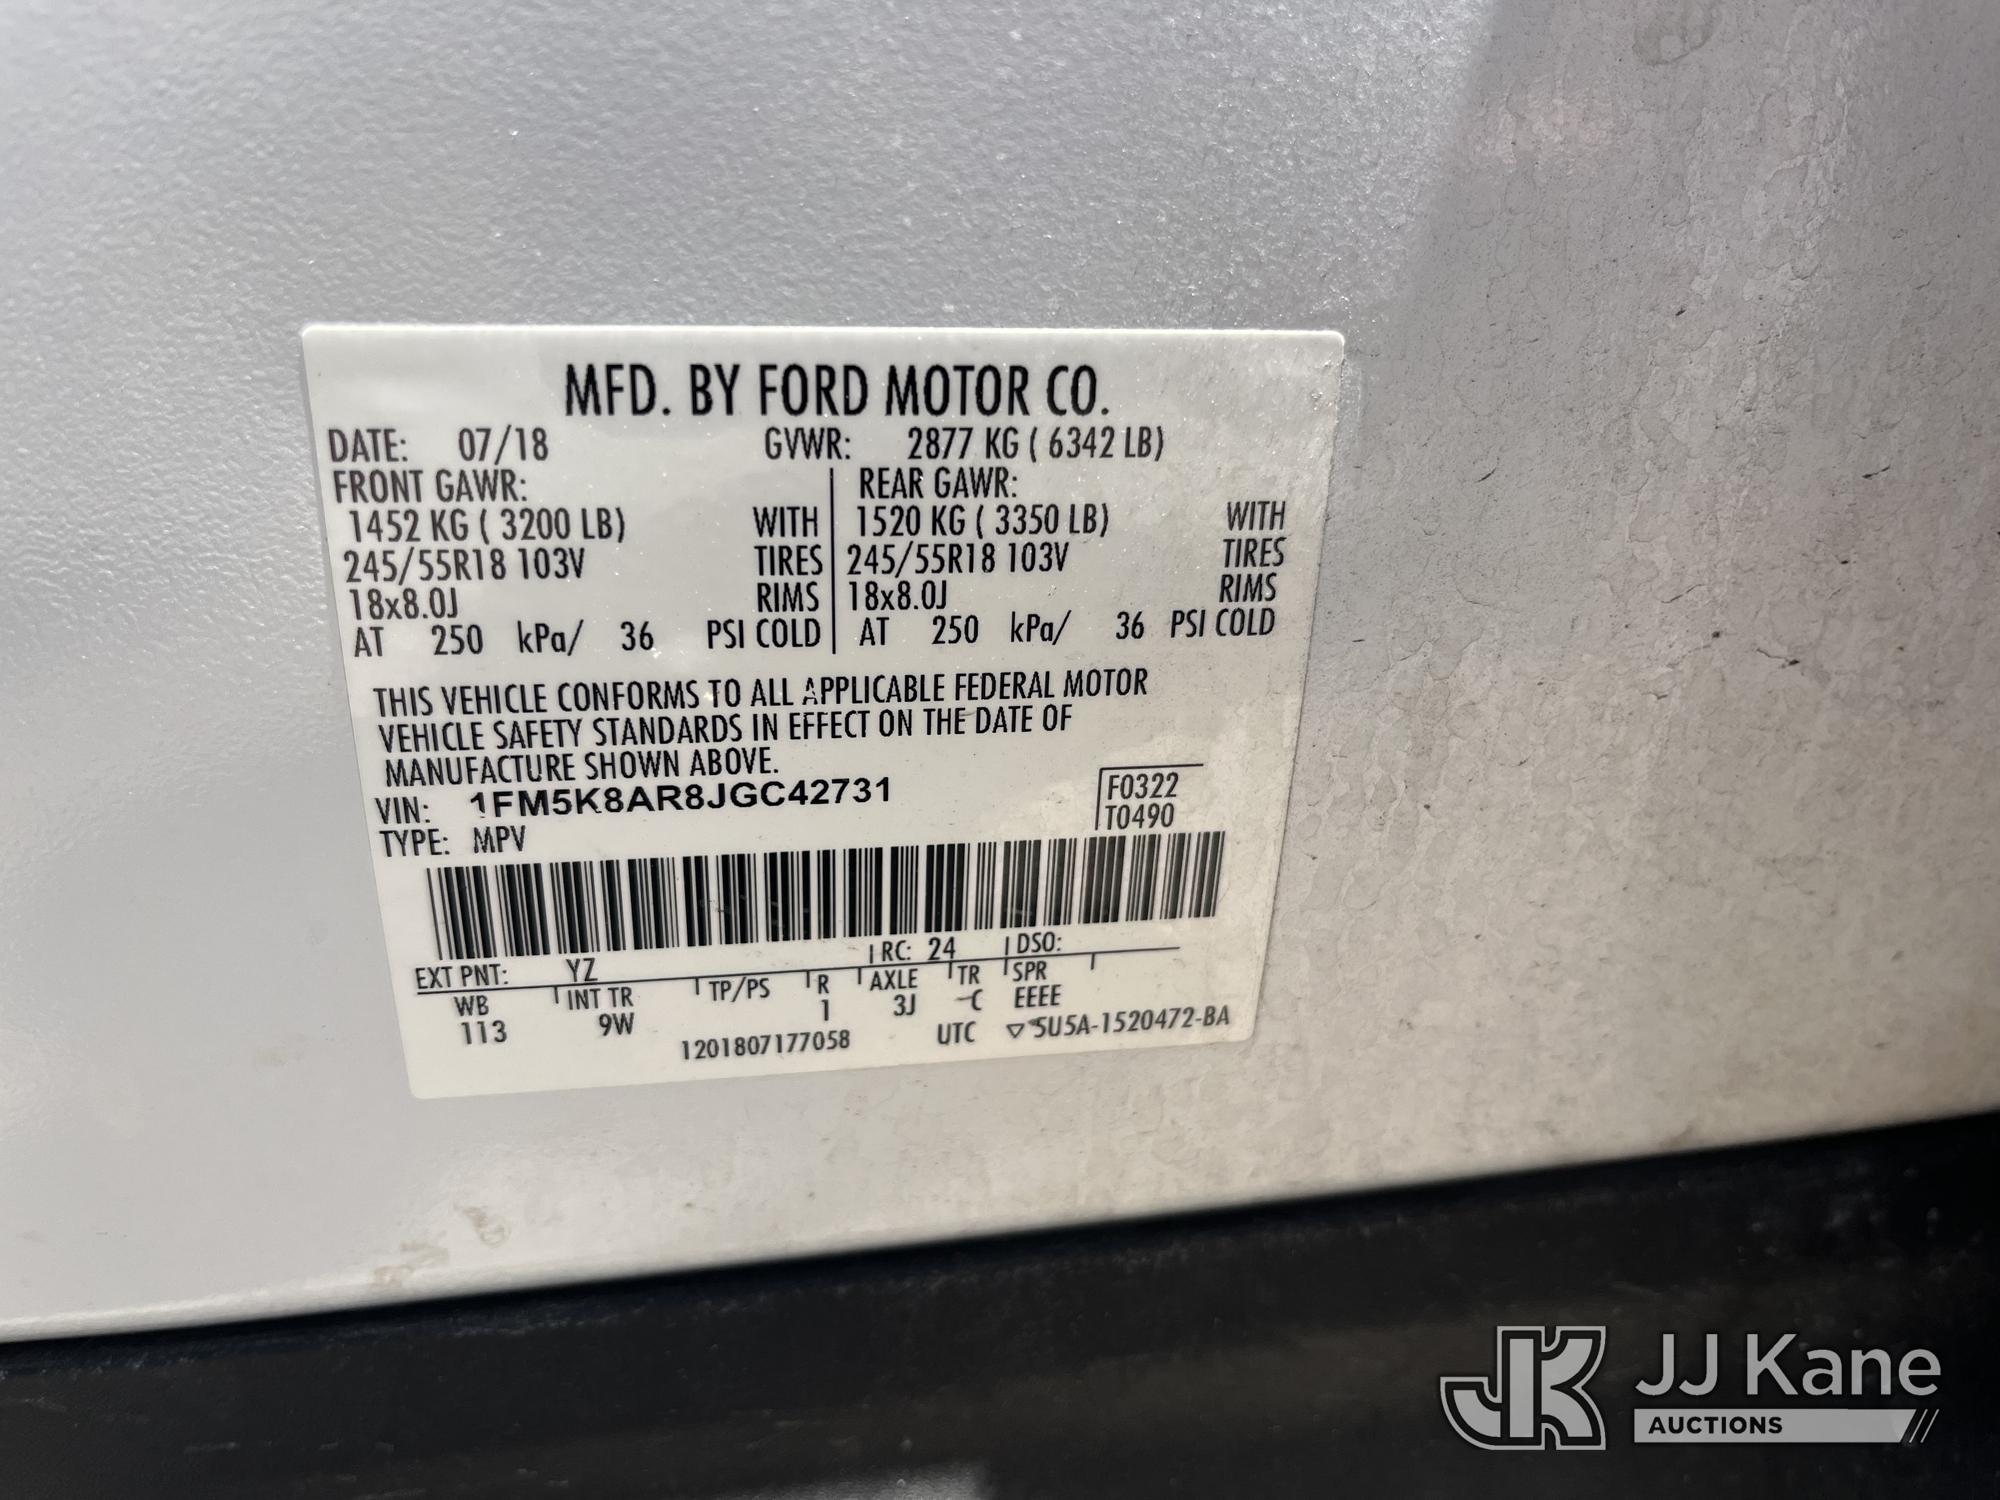 MFD. BY FORD MOTOR CO.
DATE: 07/18 GVWR: 2877 KG ( 6342 LB)
FRONT GAWR: REAR GAWR:
1452 KG ( 3200 LB) WITH 1520 KG ( 3350 LB) WITH
245/55R18 103V TIRES 245/55R18 103V TIRES
18x8.0J RIMS 18x8.0J RIMS
AT 250 kPa/ 36 PSI COLD AT 250 kPa/ 36 PSI COLD
THIS VEHICLE CONFORMS TO ALL APPLICABLE FEDERAL MOTOR
VEHICLE SAFETY STANDARDS IN EFFECT ON THE DATE OF
MANUFACTURE SHOWN ABOVE.
VIN: 1FM5K8AR8JGC42731 F0322
TYPE: MPV T0490
EXT PNT: YZ RC: 24 DSO:
WB INT TR TP/PS R AXLE TR SPR
113 9W 1 3J C EEEE
1201807177058 UTC ▽ 5U5A-1520472-BA
JK JJ Kane
AUCTIONS